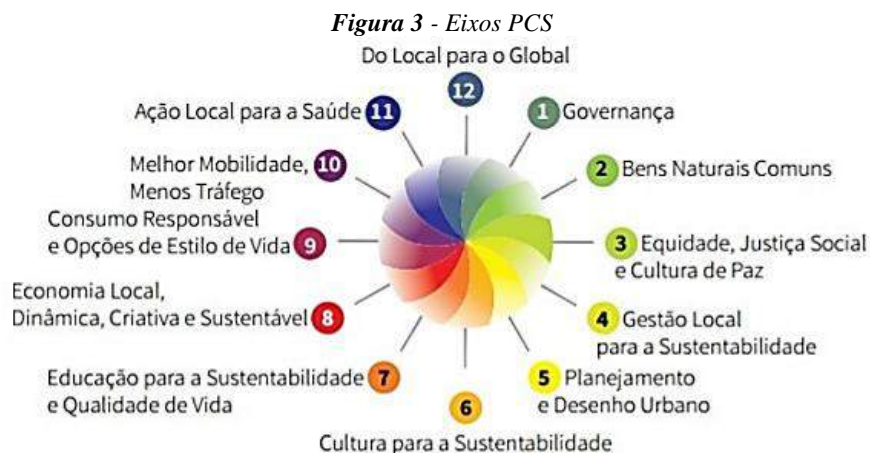 Figura 3 - Eixos PCS
Do Local para o Global
12
1 Governança
2 Bens Naturais Comuns
3 Equidade, Justiça Social
e Cultura de Paz
4 Gestão Local
para a Sustentabilidade
5 Planejamento
e Desenho Urbano
6
Cultura para a Sustentabilidade
Educação para a Sustentabilidade 7
e Qualidade de Vida
Economia Local,
Dinâmica, Criativa e Sustentável 8
Consumo Responsável
e Opções de Estilo de Vida 9
Melhor Mobilidade, 10
Menos Tráfego
Ação Local para a Saúde 11